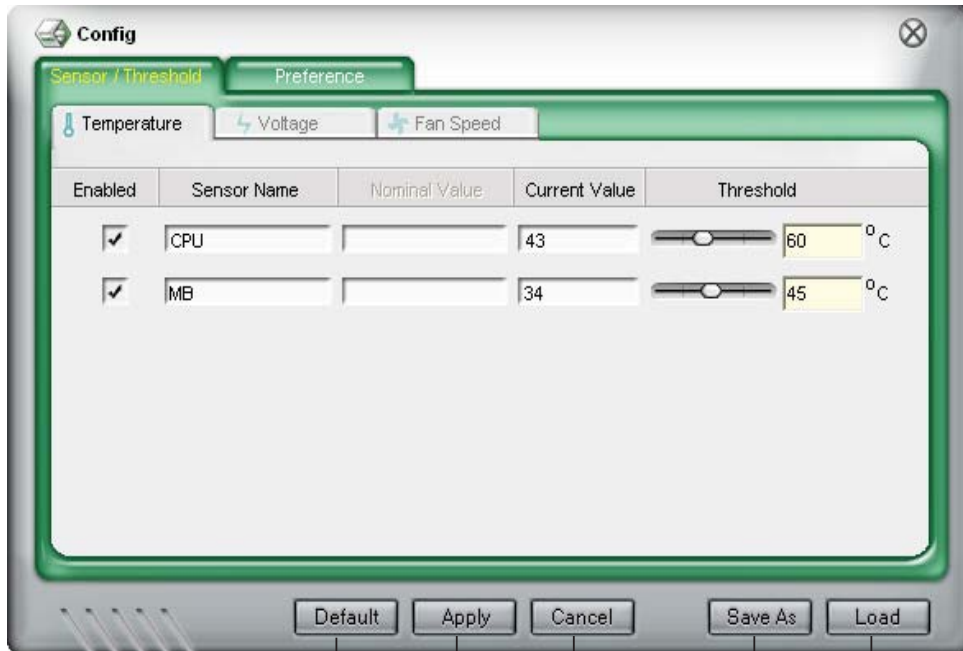 Config
Sensor / Threshold Preference
Temperature Voltage Fan Speed
Enabled Sensor Name Nominal Value Current Value Threshold
CPU 43 60 °C
MB 34 45 °C
Default Apply Cancel Save As Load